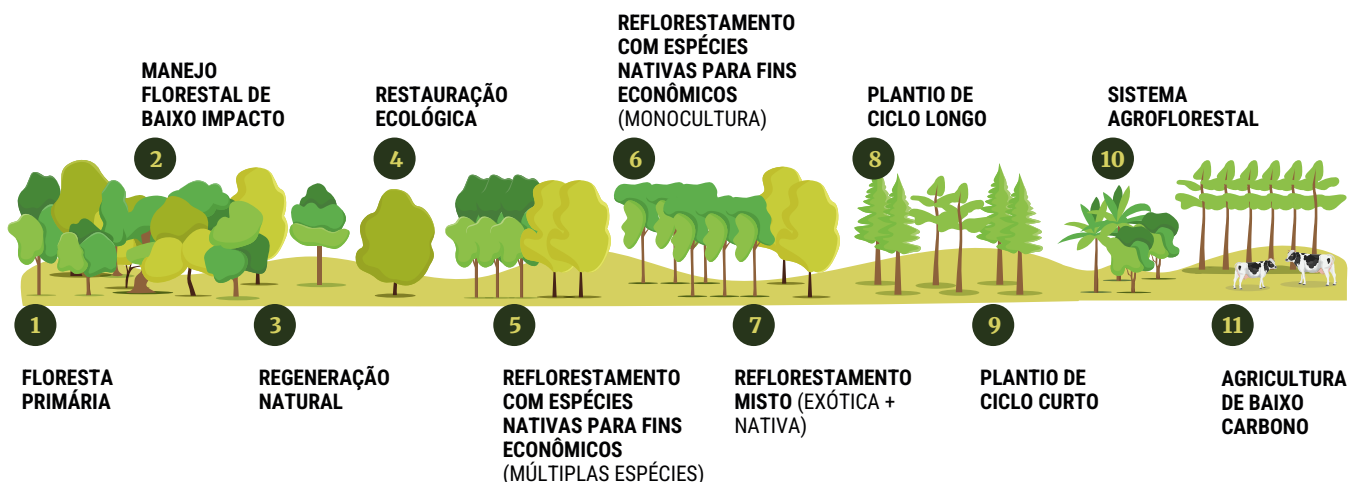 1
FLORESTA
PRIMÁRIA
MANEJO
FLORESTAL DE
BAIXO IMPACTO
2
3
REGENERAÇÃO
NATURAL
RESTAURAÇÃO
ECOLÓGICA
4
5
REFLORESTAMENTO
COM ESPÉCIES
NATIVAS PARA FINS
ECONÔMICOS
(MÚLTIPLAS ESPÉCIES)
REFLORESTAMENTO
COM ESPÉCIES
NATIVAS PARA FINS
ECONÔMICOS
(MONOCULTURA)
6
7
REFLORESTAMENTO
MISTO (EXÓTICA +
NATIVA)
PLANTIO DE
CICLO LONGO
8
9
PLANTIO DE
CICLO CURTO
SISTEMA
AGROFLORESTAL
10
11
AGRICULTURA
DE BAIXO
CARBONO